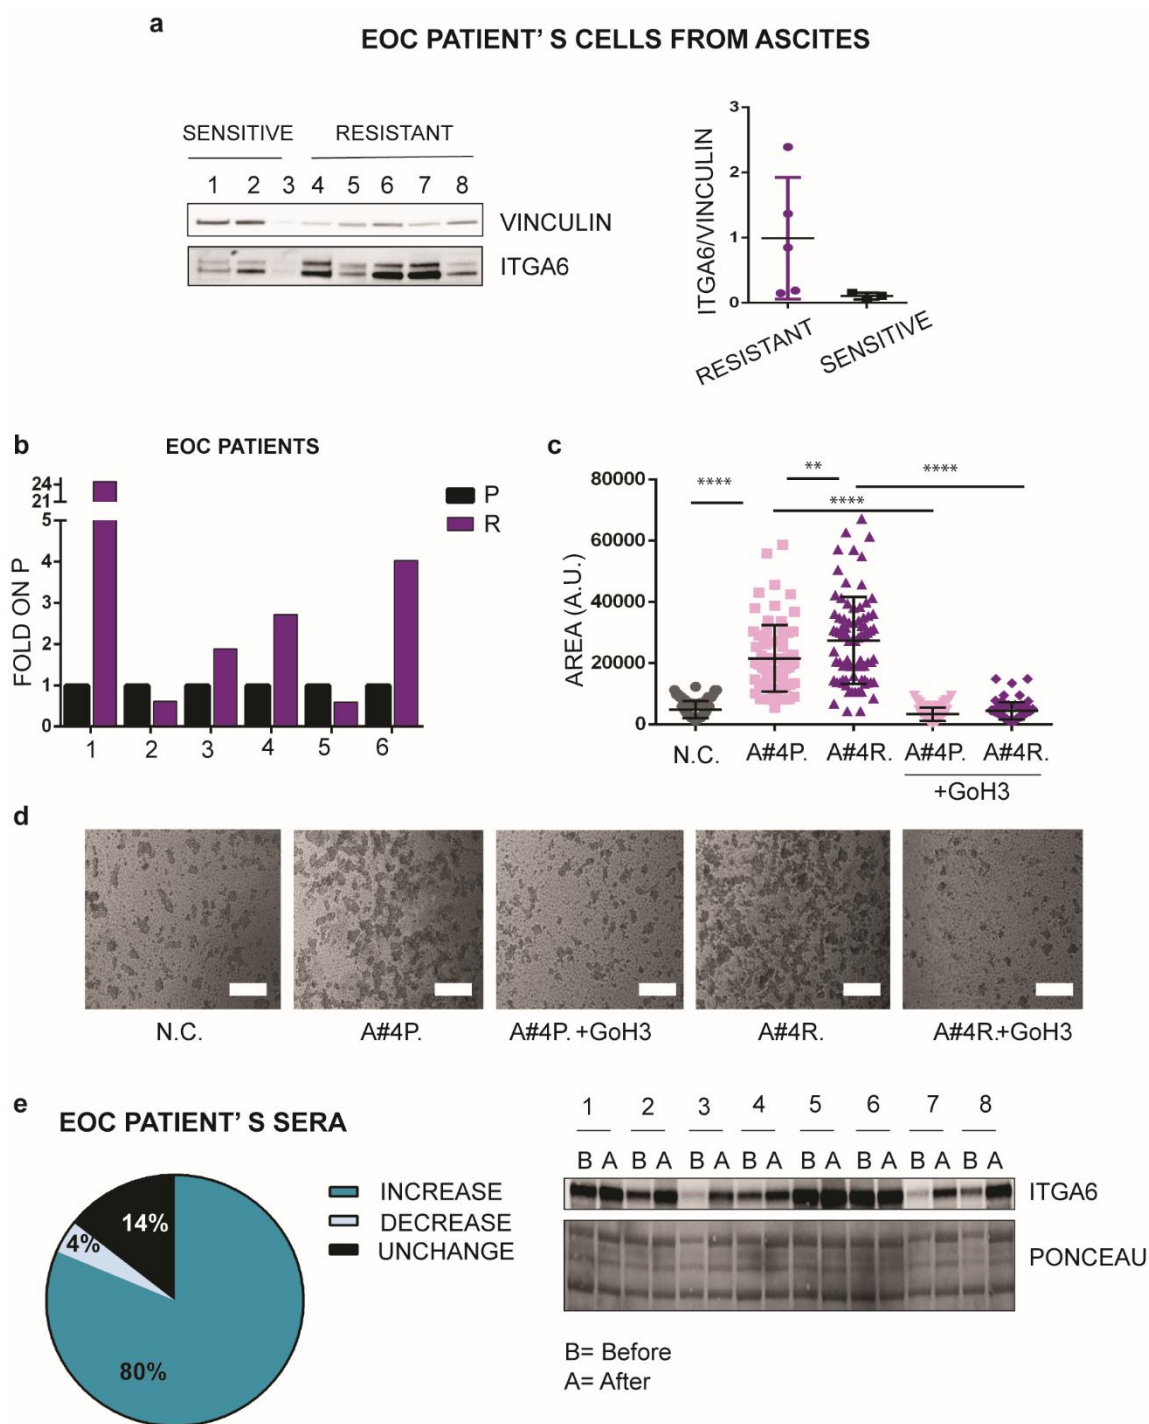 a
EOC PATIENT' S CELLS FROM ASCITES
SENSITIVE RESISTANT
1 2 3 4 5 6 7 8
VINCULIN
ITGA6
ITGA6/VINCULIN
3
2
1
0
RESISTANT
SENSITIVE
b
EOC PATIENTS
FOLD ON P
24
21
5
4
3
2
1
0
1 2 3 4 5 6
P
R
c
AREA (A.U.)
80000
60000
40000
20000
0
****
**
****
****
N.C. A#4P. A#4R. A#4P. A#4R.
+GoH3
d
N.C. A#4P. A#4P. +GoH3 A#4R. A#4R.+GoH3
e
EOC PATIENT' S SERA
14%
4%
80%
INCREASE
DECREASE
UNCHANGE
1 2 3 4 5 6 7 8
B A B A B A B A B A B A B A B A
ITGA6
PONCEAU
B= Before
A= After